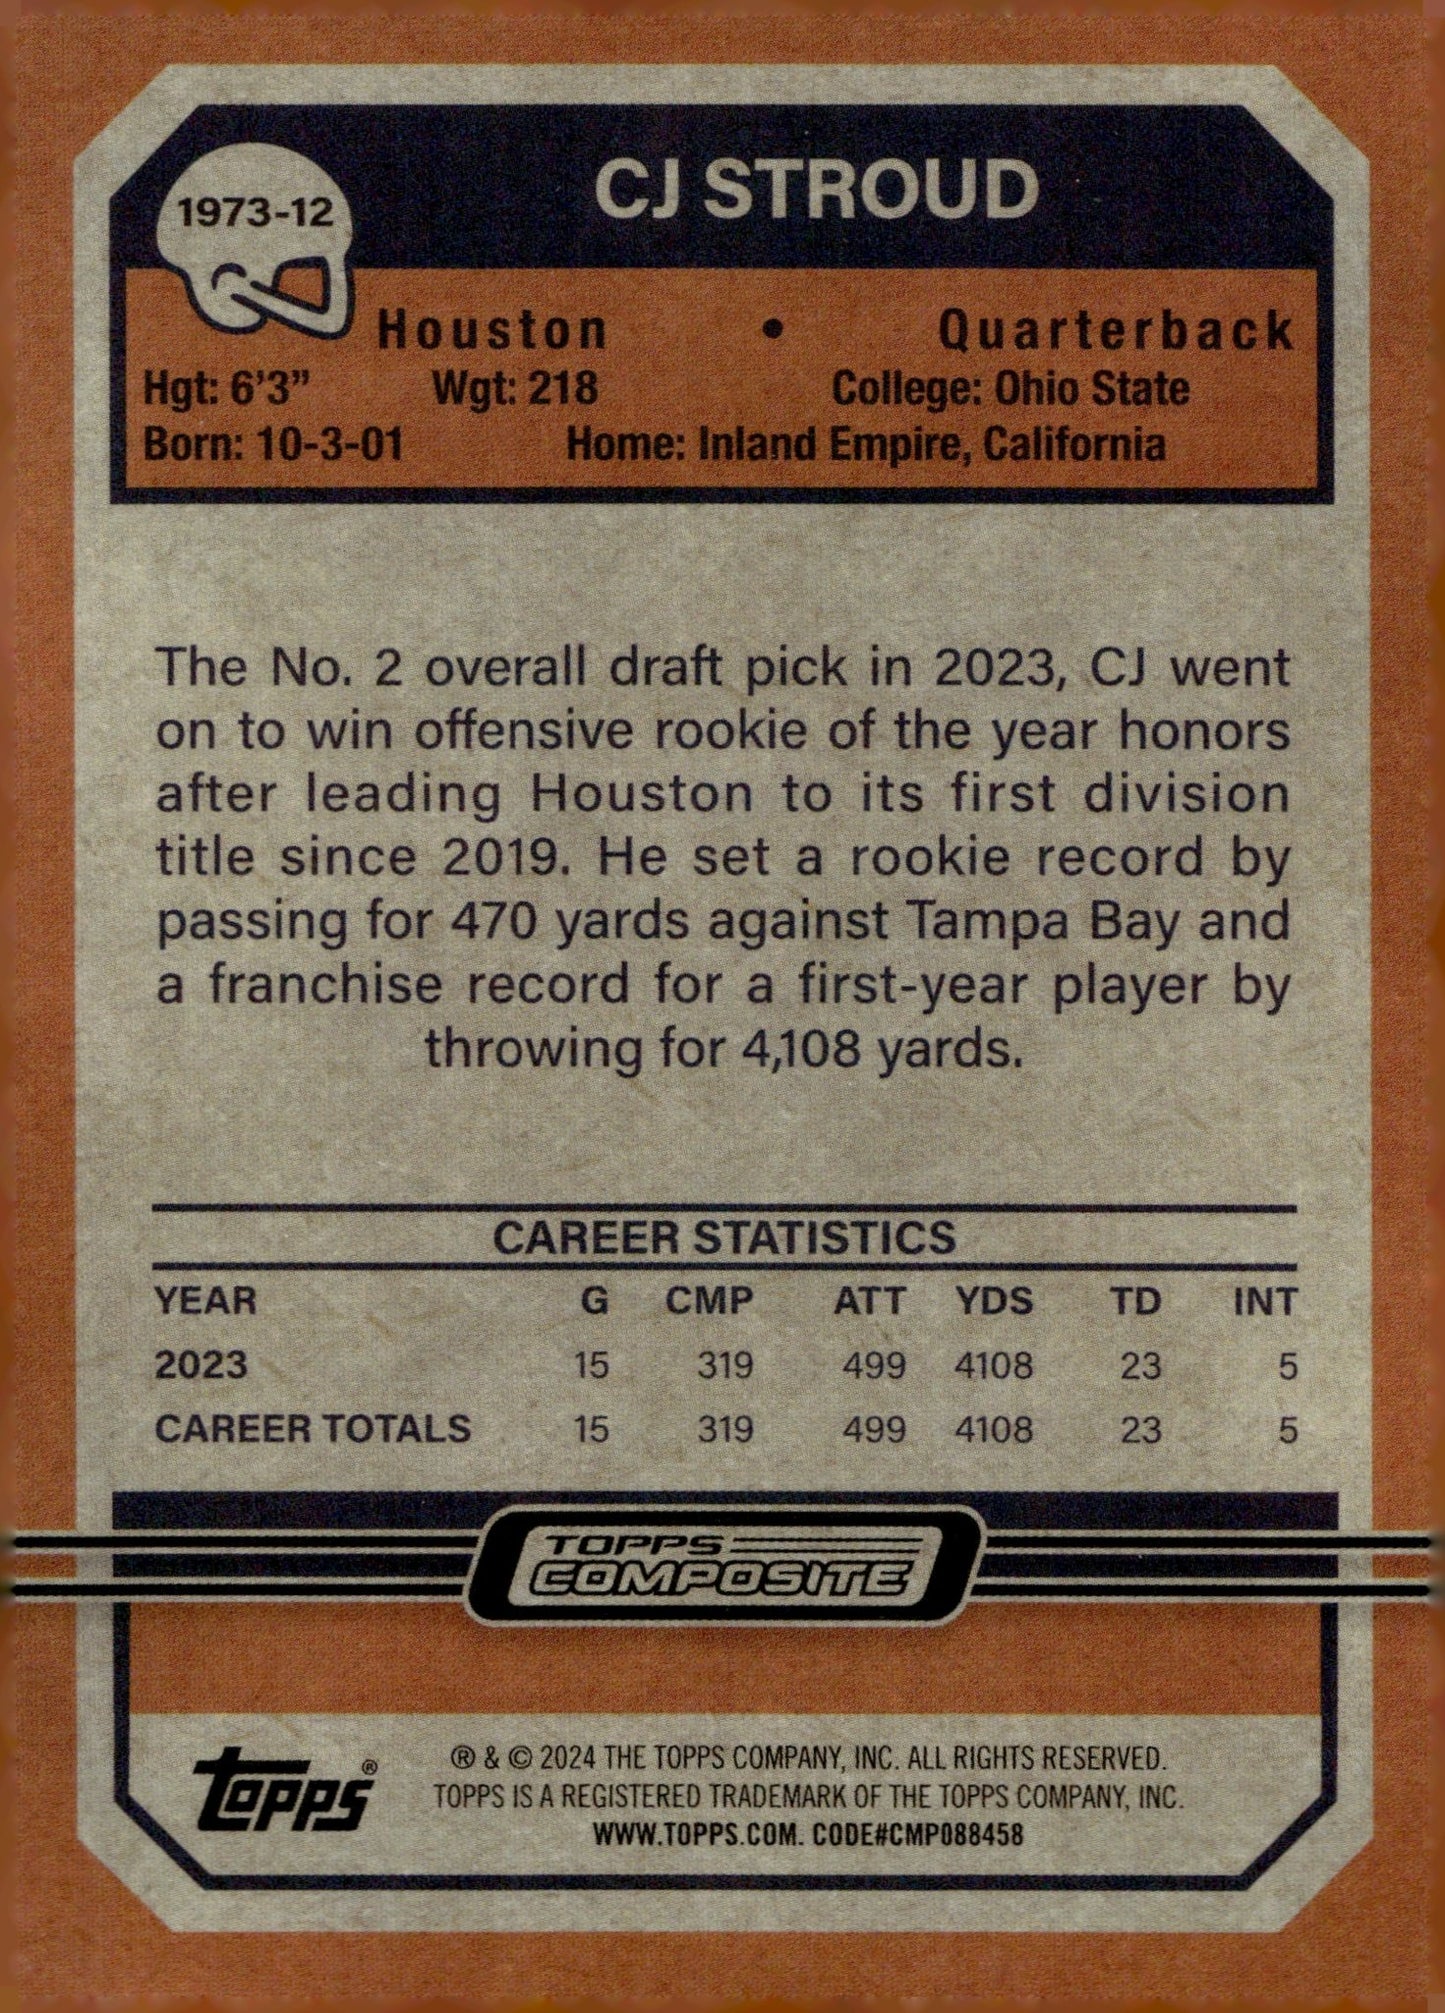 1973-12
CJ STROUD
Houston • Quarterback
Hgt: 6'3" Wgt: 218 College: Ohio State
Born: 10-3-01 Home: Inland Empire, California
The No. 2 overall draft pick in 2023, CJ went
on to win offensive rookie of the year honors
after leading Houston to its first division
title since 2019. He set a rookie record by
passing for 470 yards against Tampa Bay and
a franchise record for a first-year player by
throwing for 4,108 yards.
CAREER STATISTICS
YEAR G CMP ATT YDS TD INT
2023 15 319 499 4108 23 5
CAREER TOTALS 15 319 499 4108 23 5
TOPPS
COMPOSITE
Topps®
® & © 2024 THE TOPPS COMPANY, INC. ALL RIGHTS RESERVED.
TOPPS IS A REGISTERED TRADEMARK OF THE TOPPS COMPANY, INC.
WWW.TOPPS.COM. CODE#CMP088458